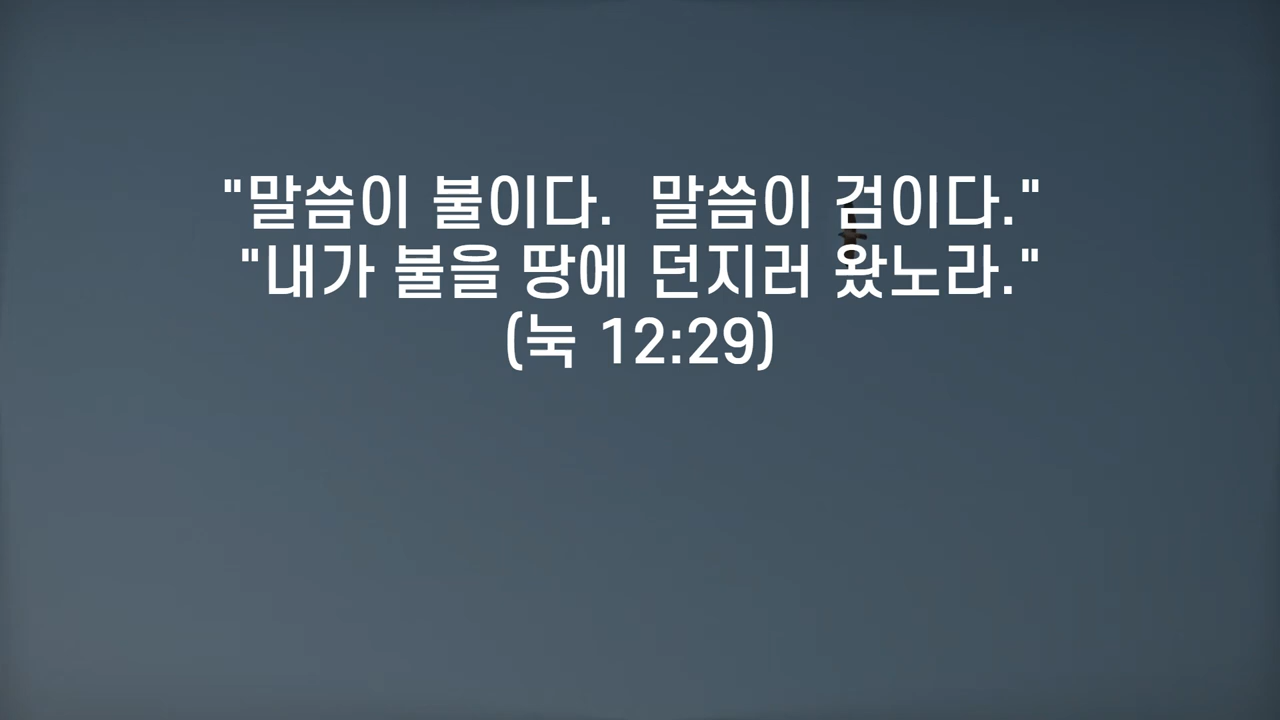 "말씀이 불이다.  말씀이 검이다."
"내가 불을 땅에 던지러 왔노라."
(눅 12:29)